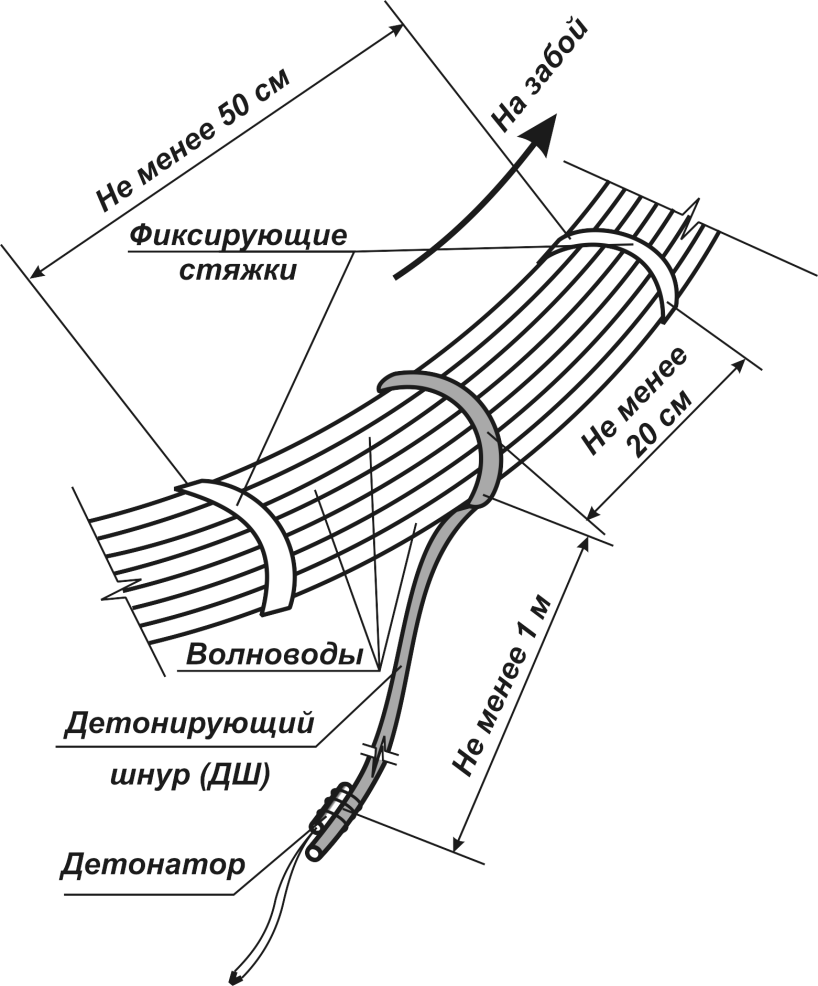 На забой
Не менее 50 см
Фиксирующие
стяжки
Не менее
20 см
Не менее 1 м
Волноводы
Детонирующий
шнур (ДШ)
Детонатор